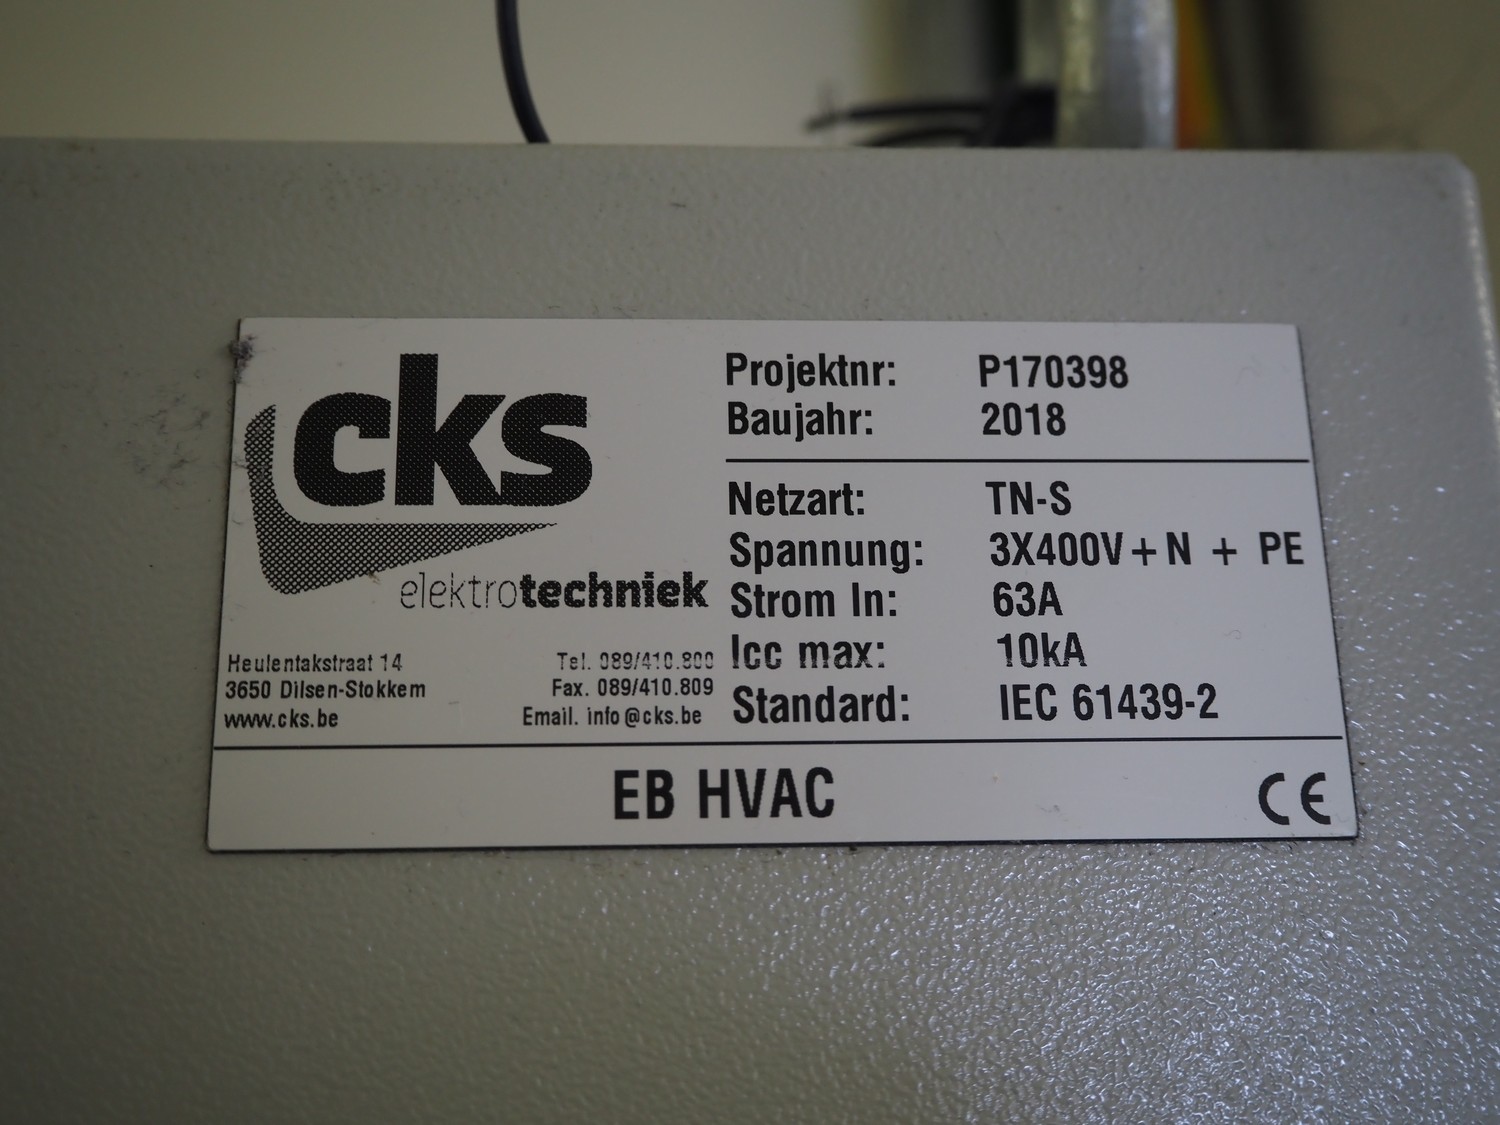 cks
elektrotechniek
Heulentakstraat 14
3650 Dilsen-Stokkem
www.cks.be
Tel. 089/410.800
Fax. 089/410.809
Email. info@cks.be
Projektnr: P170398
Baujahr: 2018
Netzart: TN-S
Spannung: 3X400V+N + PE
Strom In: 63A
Icc max: 10kA
Standard: IEC 61439-2
EB HVAC
CE